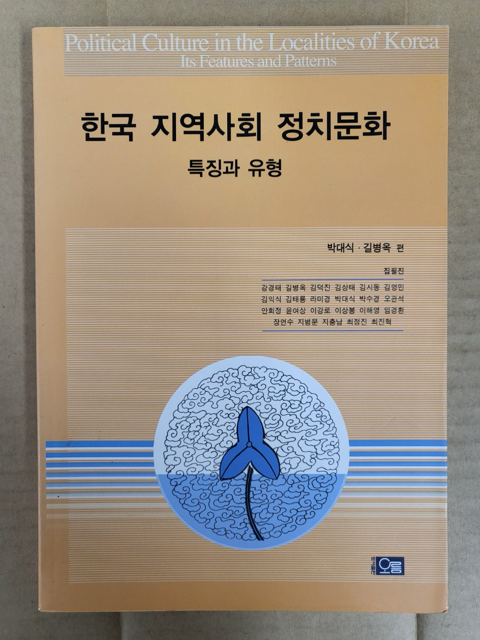 Political Culture in the Localities of Korea
Its Features and Patterns
한국 지역사회 정치문화
특징과 유형
박대식 · 길병옥 편
집필진
강경태 길병옥 김덕진 김상태 김시동 김영민
김익식 김태룡 라미경 박대식 박수경 오관석
안희정 윤여상 이강로 이상봉 이해영 임경환
장연수 지병문 지충남 최정진 최진혁
오름